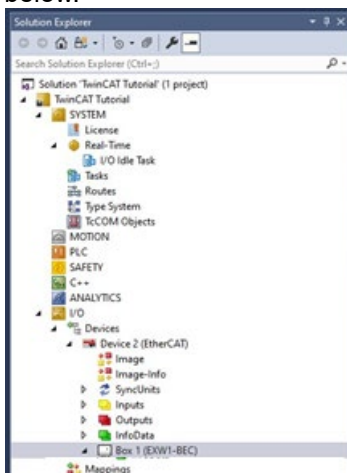 below.
Solution Explorer
Search Solution Explorer (Ctrl+;)
Solution 'TwinCAT Tutorial' (1 project)
TwinCAT Tutorial
SYSTEM
License
Real-Time
I/O Idle Task
Tasks
Routes
Type System
TcCOM Objects
MOTION
PLC
SAFETY
C++
ANALYTICS
I/O
Devices
Device 2 (EtherCAT)
Image
Image-Info
SyncUnits
Inputs
Outputs
InfoData
Box 1 (EXW1-BEC)
Mappings